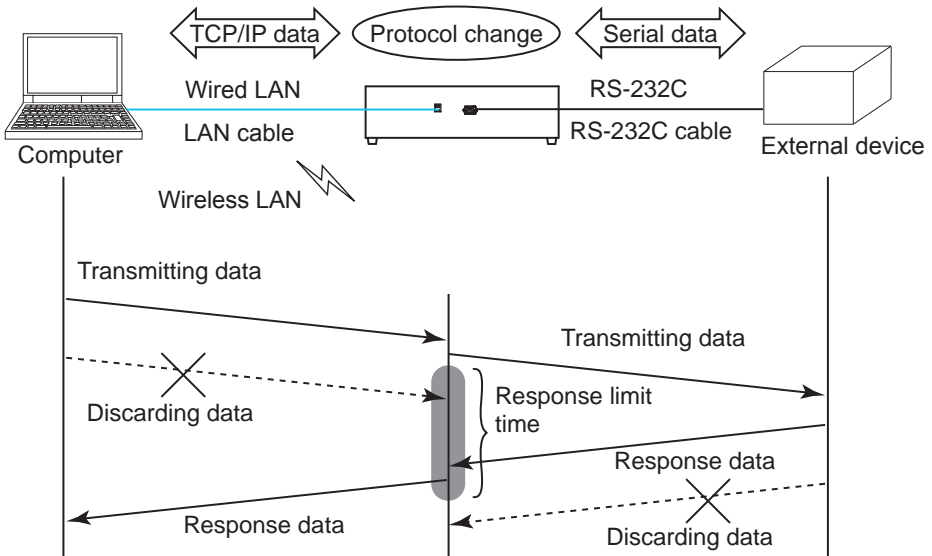 TCP/IP data
Protocol change
Serial data
Wired LAN
RS-232C
LAN cable
RS-232C cable
Computer
External device
Wireless LAN
Transmitting data
Transmitting data
Response limit
time
Discarding data
Response data
Response data
Discarding data